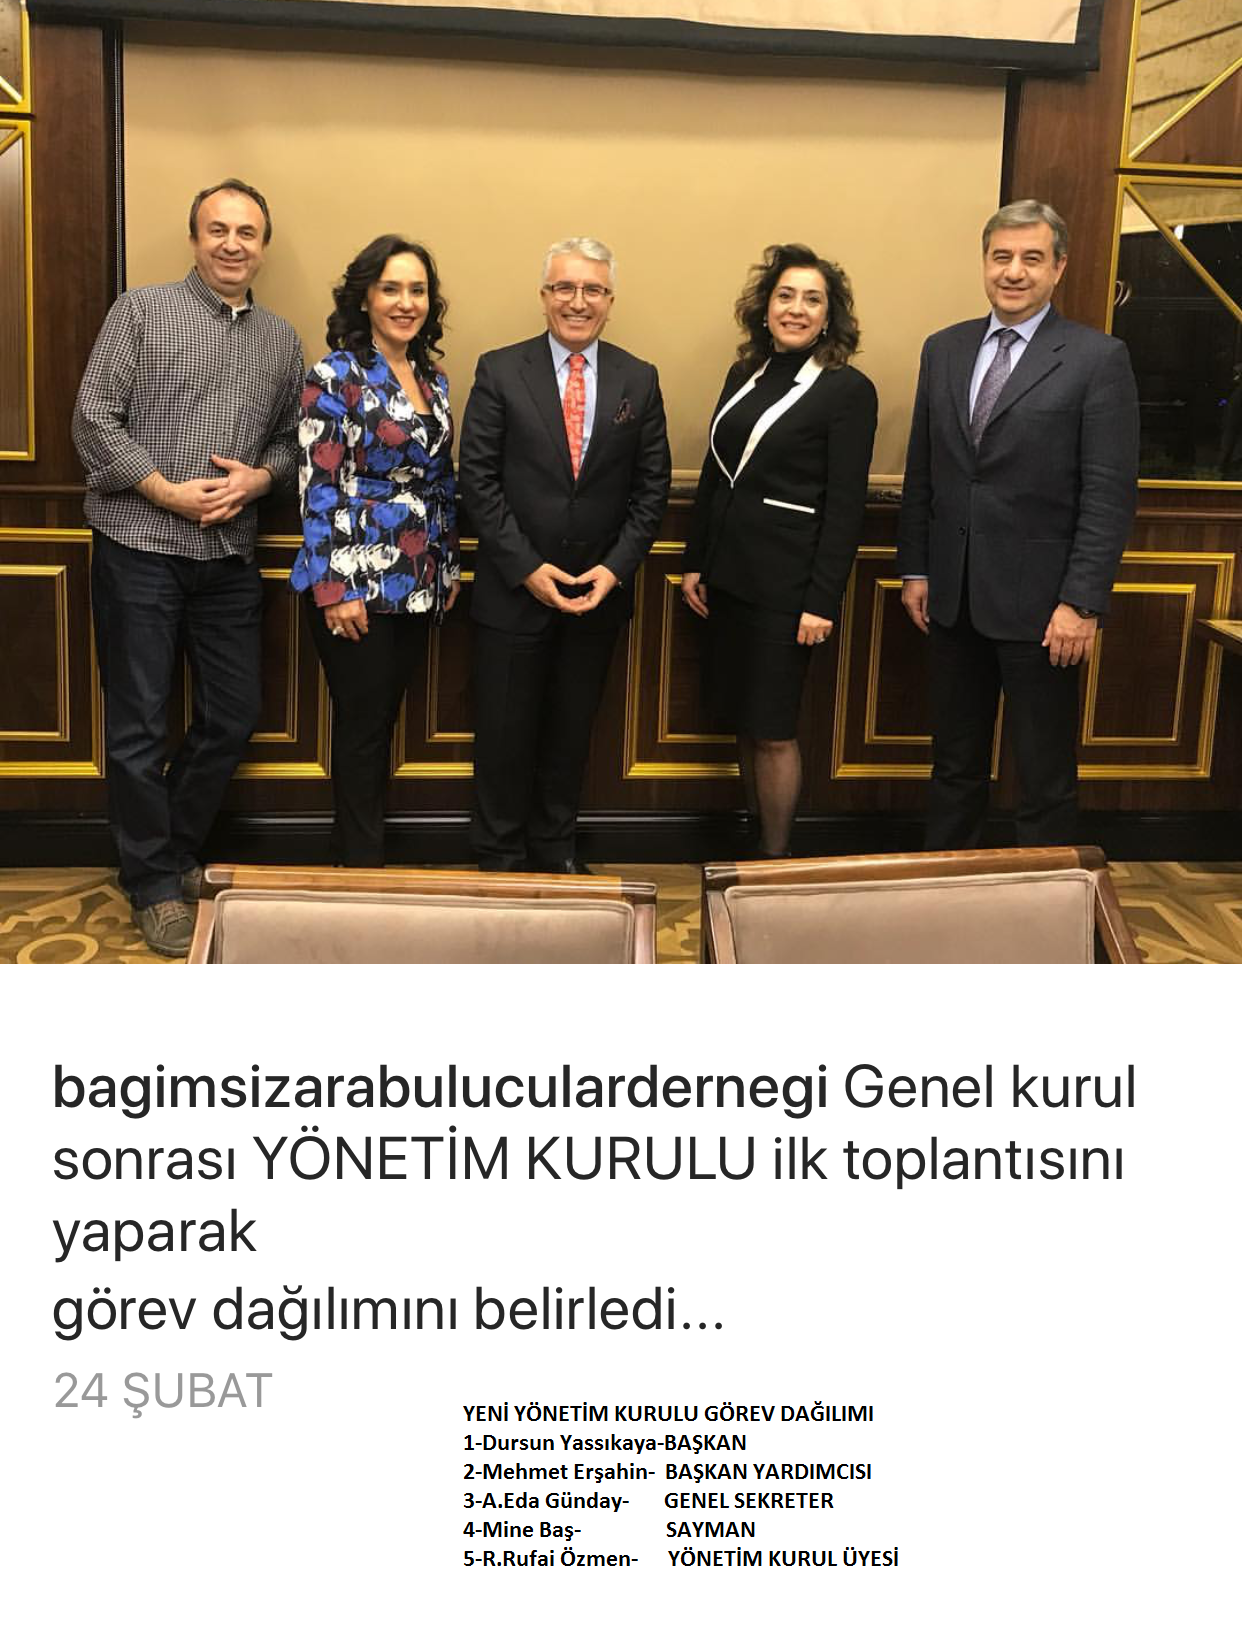 bagimsizarabulucularderneği Genel kurul
sonrası YÖNETİM KURULU ilk toplantısını
yaparak
görev dağılımını belirledi...
24 ŞUBAT
YENİ YÖNETİM KURULU GÖREV DAĞILIMI
1-Dursun Yassıkaya-BAŞKAN
2-Mehmet Erşahin- BAŞKAN YARDIMCISI
3-A.Eda Günday- GENEL SEKRETER
4-Mine Baş- SAYMAN
5-R.Rufai Özmen- YÖNETİM KURUL ÜYESİ